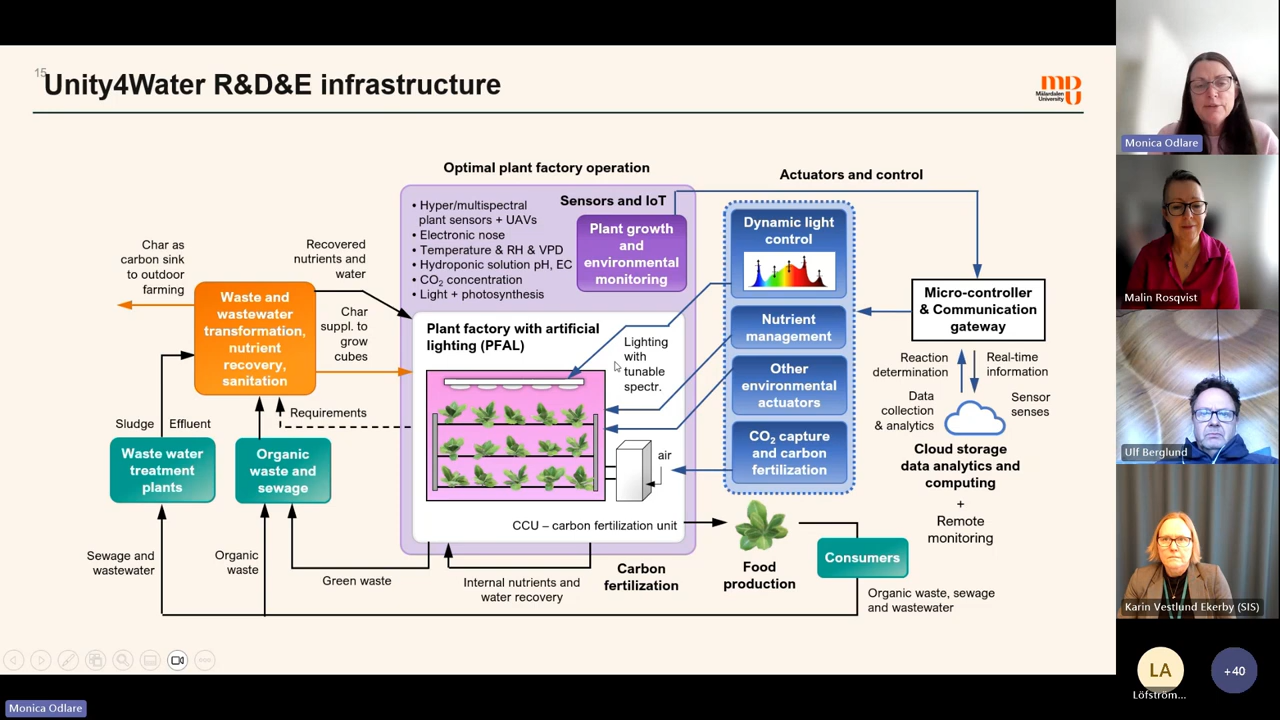 15
Unity4Water R&D&E infrastructure
Mälardalen
University
Optimal plant factory operation
Actuators and control
Sensors and IoT
• Hyper/multispectral
plant sensors + UAVs
• Electronic nose
• Temperature & RH & VPD
• Hydroponic solution pH, EC
• CO₂ concentration
• Light + photosynthesis
Plant growth
and
environmental
monitoring
Dynamic light
control
Char as
carbon sink
to outdoor
farming
Recovered
nutrients and
water
Waste and
wastewater
transformation,
nutrient
recovery,
sanitation
Char
suppl. to
grow
cubes
Plant factory with artificial
lighting (PFAL)
Lighting
with
tunable
spectr.
Nutrient
management
Other
environmental
actuators
CO₂ capture
and carbon
fertilization
Micro-controller
& Communication
gateway
Reaction
determination
Real-time
information
Data
collection
& analytics
Sensor
senses
Cloud storage
data analytics and
computing
+
Remote
monitoring
Requirements
Sludge
Effluent
Waste water
treatment
plants
Organic
waste and
sewage
air
CCU – carbon fertilization unit
Sewage and
wastewater
Organic
waste
Green waste
Internal nutrients and
water recovery
Carbon
fertilization
Food
production
Consumers
Organic waste, sewage
and wastewater
Monica Odlare
Malin Rosqvist
Ulf Berglund
Karin Vestlund Ekerby (SIS)
LA
Löfström...
+40
Monica Odlare